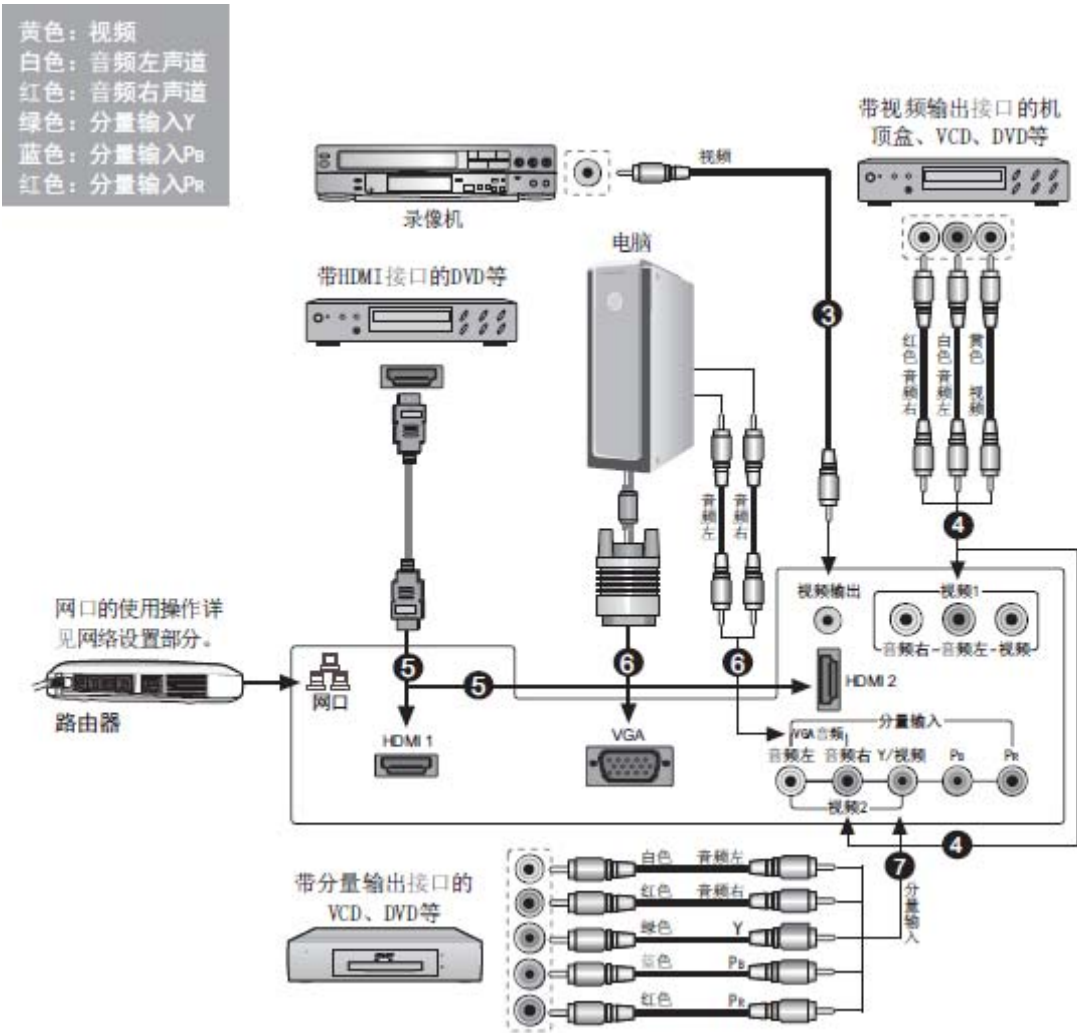 黄色：视频
白色：音频左声道
红色：音频右声道
绿色：分量输入Y
蓝色：分量输入PB
红色：分量输入PR
带视频输出接口的机
顶盒、VCD、DVD等
视频
录像机
电脑
带HDMI接口的DVD等
3
红色 音频右
白色 音频左
黄色 视频
音频左
音频右
4
网口的使用操作详
见网络设置部分。
路由器
网口
5
5
6
6
视频输出
视频1
音频右-音频左-视频
HDMI 2
HDMI 1
VGA
分量输入
VGA音频
音频左 音频右 Y/视频 PB PR
视频2
4
7
分量输入
带分量输出接口的
VCD、DVD等
白色 音频左
红色 音频右
绿色 Y
蓝色 PB
红色 PR